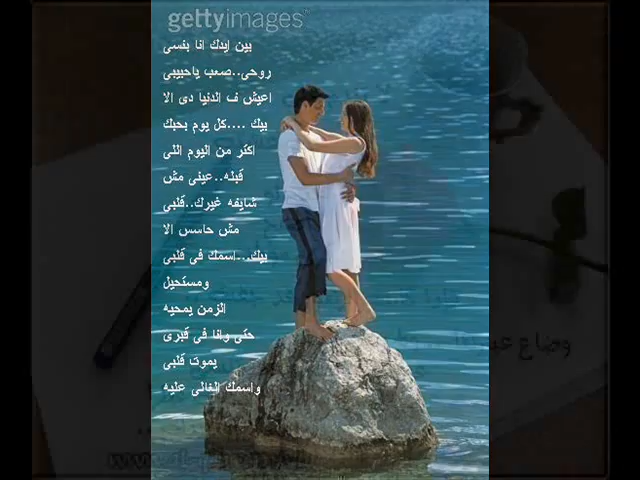 gettyimages
بين ايدك انا بنسى
روحى..صعب ياحبيبى
اعيش ف الدنيا دى الا
بيك ....كل يوم بحبك
اكتر من اليوم اللى
قبله..عينى مش
شايفه غيرك..قلبى
مش حاسس الا
بيك...اسمك فى قلبى
ومستحيل
الزمن يمحيه
حتى وانا فى قبرى
يموت قلبى
واسمك الغالى عليه
وضاع